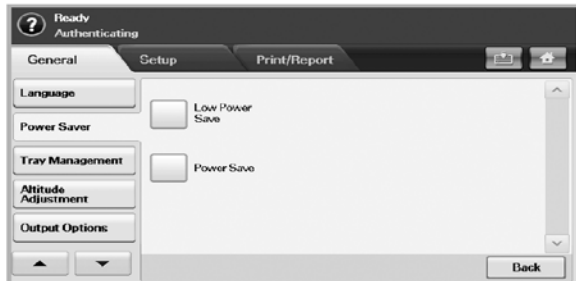 ?
Ready
Authenticating
General
Setup
Print/Report
Language
Low Power
Save
Power Saver
Tray Management
Power Save
Altitude
Adjustment
Output Options
Back